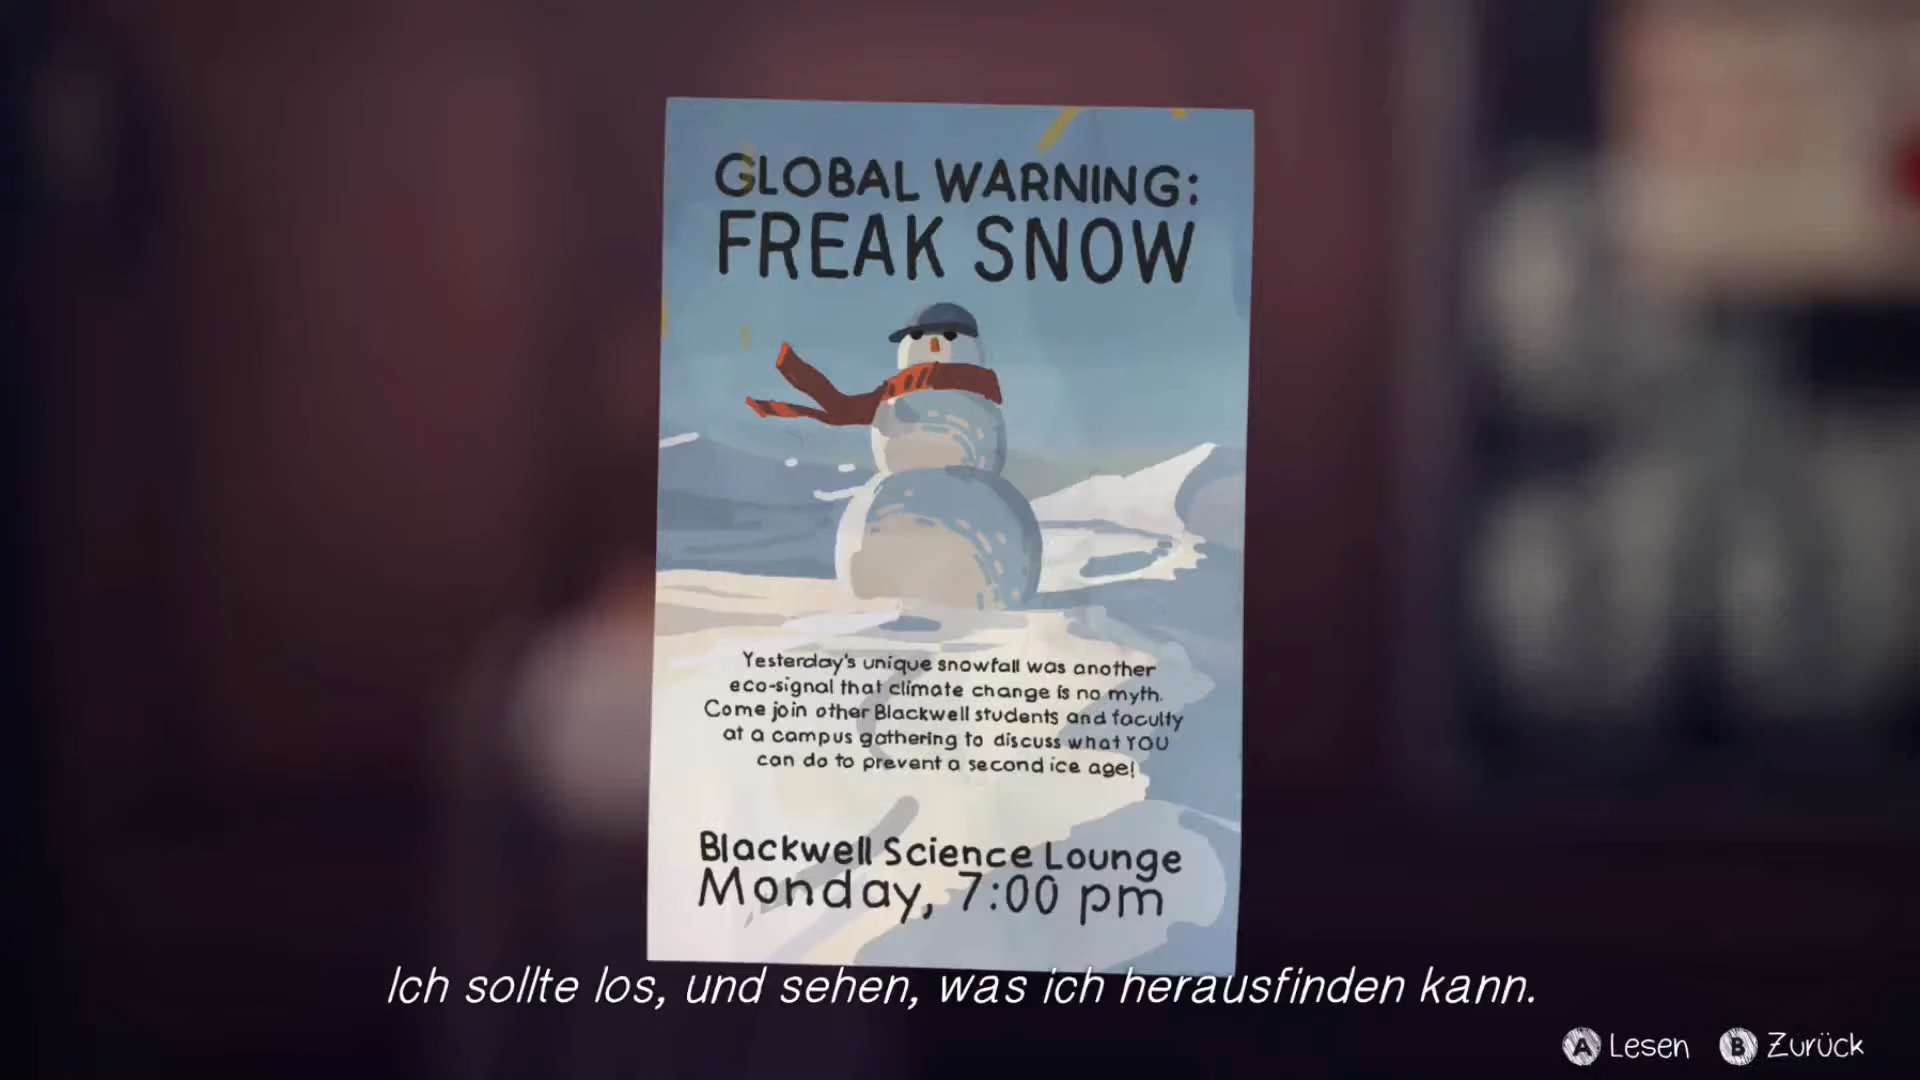 GLOBAL WARNING:
FREAK SNOW
Yesterday's unique snowfall was another
eco-signal that climate change is no myth.
Come join other Blackwell students and faculty
at a campus gathering to discuss what YOU
can do to prevent a second ice age!
Blackwell Science Lounge
Monday, 7:00 pm
Ich sollte los, und sehen, was ich herausfinden kann.
A Lesen B Zurück